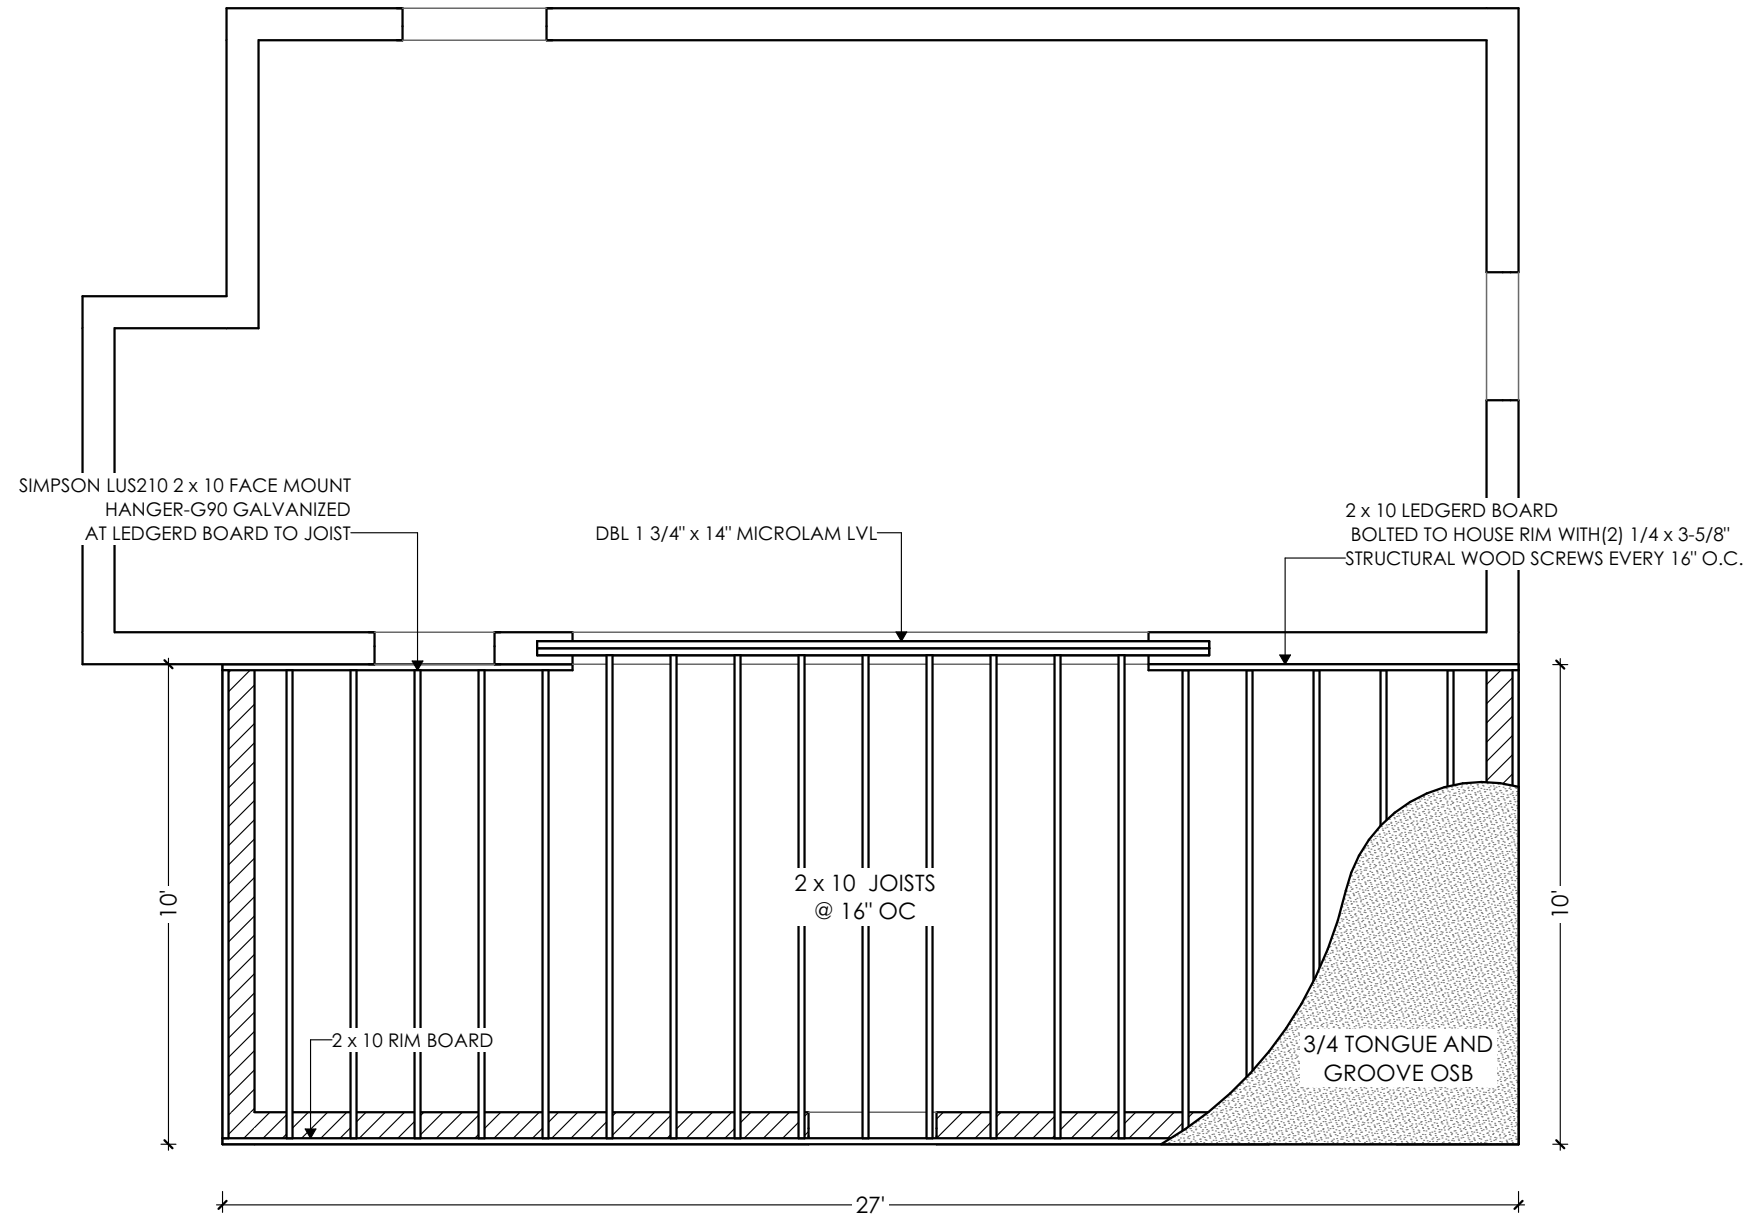 SIMPSON LUS210 2 x 10 FACE MOUNT
HANGER-G90 GALVANIZED
AT LEDGERD BOARD TO JOIST
DBL 1 3/4" x 14" MICROLAM LVL
2 x 10 LEDGERD BOARD
BOLTED TO HOUSE RIM WITH(2) 1/4 x 3-5/8"
STRUCTURAL WOOD SCREWS EVERY 16" O.C.
2 x 10 JOISTS
@ 16" OC
10'
10'
2 x 10 RIM BOARD
3/4 TONGUE AND
GROOVE OSB
27'